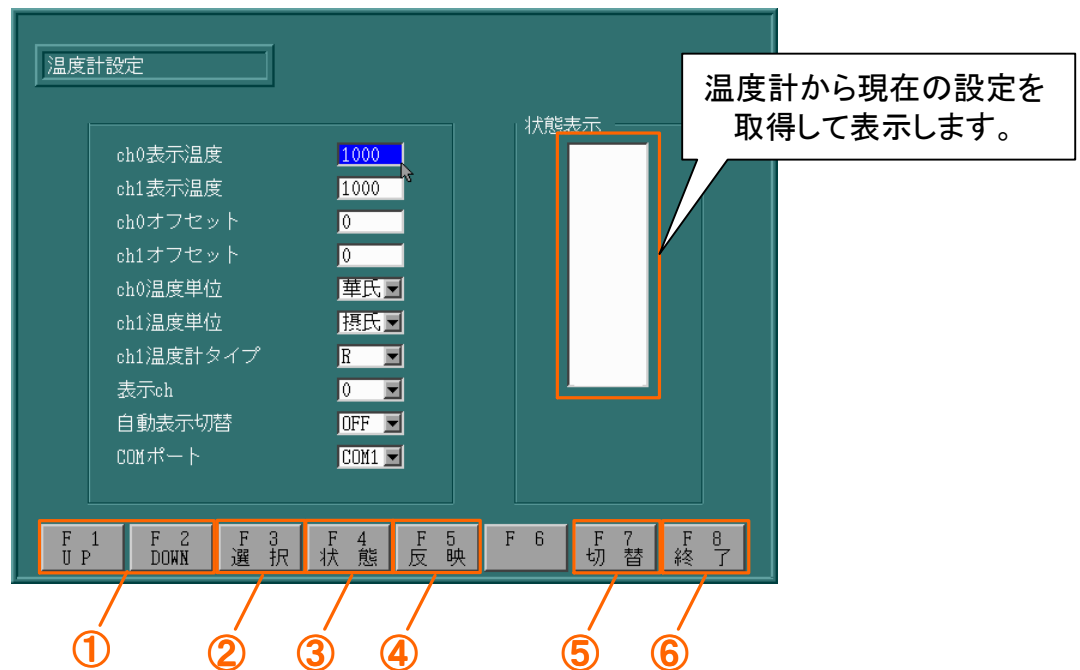 温度計設定
温度計から現在の設定を
取得して表示します。
状態表示
ch0表示温度 1000
ch1表示温度 1000
ch0オフセット 0
ch1オフセット 0
ch0温度単位 華氏
ch1温度単位 摂氏
ch1温度計タイプ R
表示ch 0
自動表示切替 OFF
COMポート COM1
F 1 F 2 F 3 F 4 F 5 F 6 F 7 F 8
U P DOWN 選 択 状 態 反 映 切 替 終 了
① ② ③ ④ ⑤ ⑥